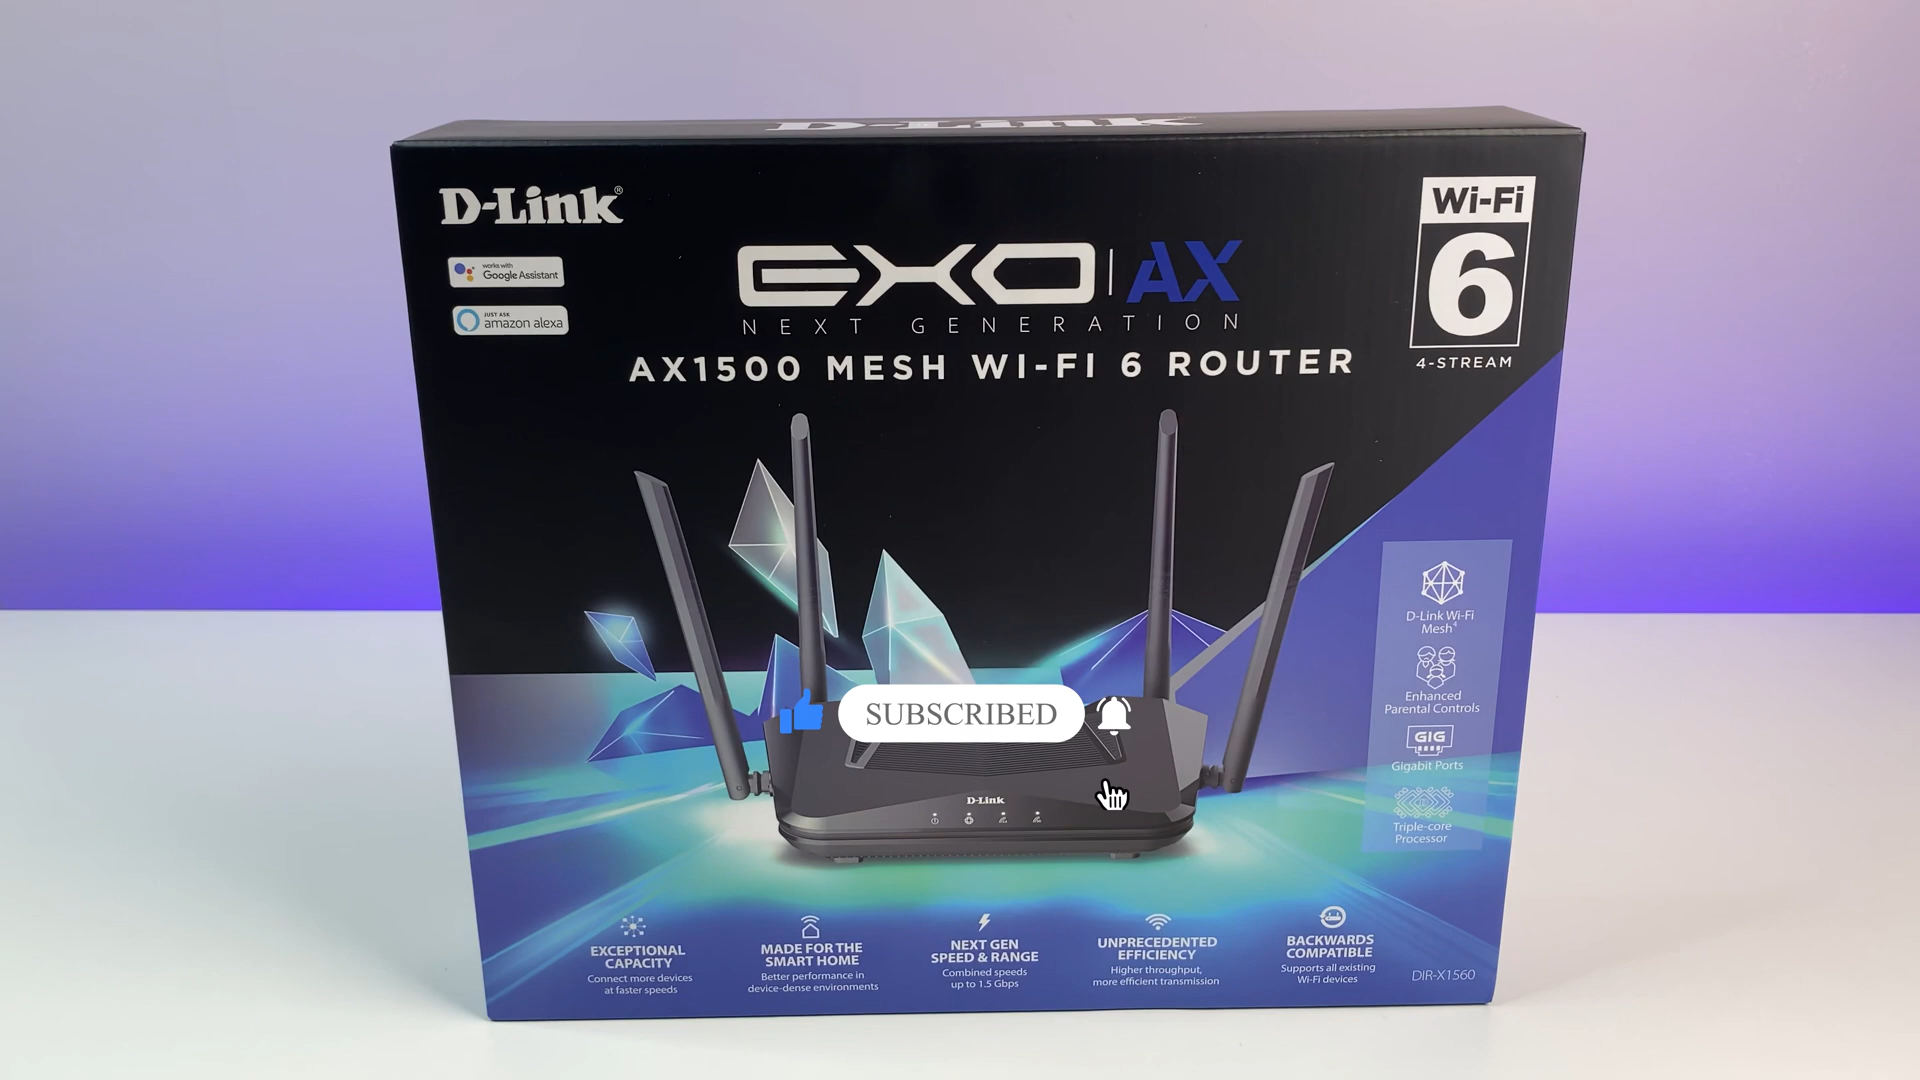 D-Link
D-Link®
works with
Google Assistant
JUST ASK
amazon alexa
EXO | AX
NEXT GENERATION
AX1500 MESH WI-FI 6 ROUTER
Wi-Fi
6
4-STREAM
D-Link Wi-Fi
Mesh⁴
Enhanced
Parental Controls
GIG
Gigabit Ports
Triple-core
Processor
SUBSCRIBED
D-Link
EXCEPTIONAL
CAPACITY
Connect more devices
at faster speeds
MADE FOR THE
SMART HOME
Better performance in
device-dense environments
NEXT GEN
SPEED & RANGE
Combined speeds
up to 1.5 Gbps
UNPRECEDENTED
EFFICIENCY
Higher throughput,
more efficient transmission
BACKWARDS
COMPATIBLE
Supports all existing
Wi-Fi devices
DIR-X1560